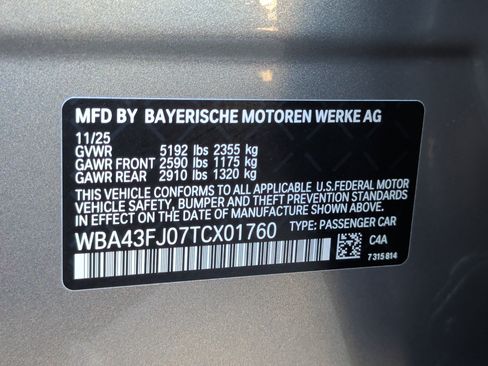 MFD BY BAYERISCHE MOTOREN WERKE AG
11/25
GVWR 5192 lbs 2355 kg
GAWR FRONT 2590 lbs 1175 kg
GAWR REAR 2910 lbs 1320 kg
THIS VEHICLE CONFORMS TO ALL APPLICABLE U.S.FEDERAL MOTOR
VEHICLE SAFETY, BUMPER AND THEFT PREVENTION STANDARDS
IN EFFECT ON THE DATE OF MANUFACTURE SHOWN ABOVE.
WBA43FJ07TCX01760 TYPE: PASSENGER CAR
C4A
7 315 814